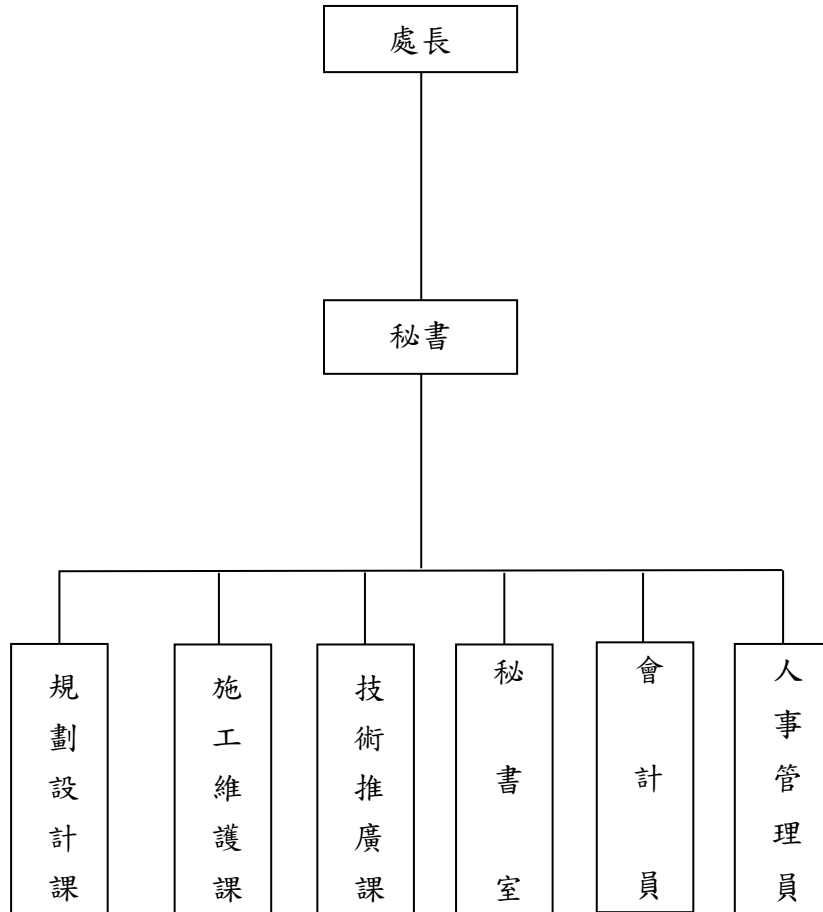 處長
秘書
規劃設計課
施工維護課
技術推廣課
秘書室
會計員
人事管理員